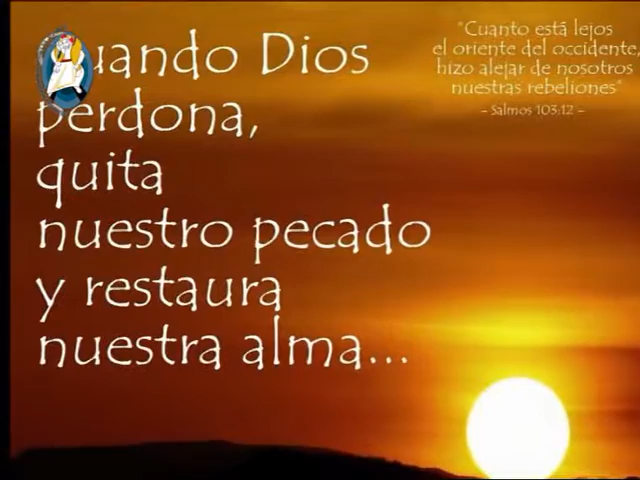 uando Dios
perdona,
quita
nuestro pecado
y restaura
nuestra alma...
"Cuanto está lejos
el oriente del occidente,
hizo alejar de nosotros
nuestras rebeliones"
- Salmos 103:12 -